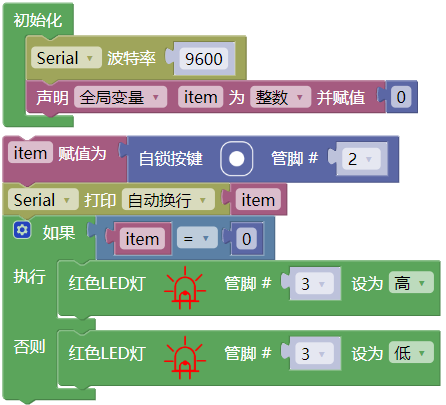 初始化
Serial 波特率 9600
声明 全局变量 item 为 整数 并赋值 0
item 赋值为 自锁按键 管脚 # 2
Serial 打印 自动换行 item
如果 item = 0
执行 红色LED灯 管脚 # 3 设为 高
否则 红色LED灯 管脚 # 3 设为 低